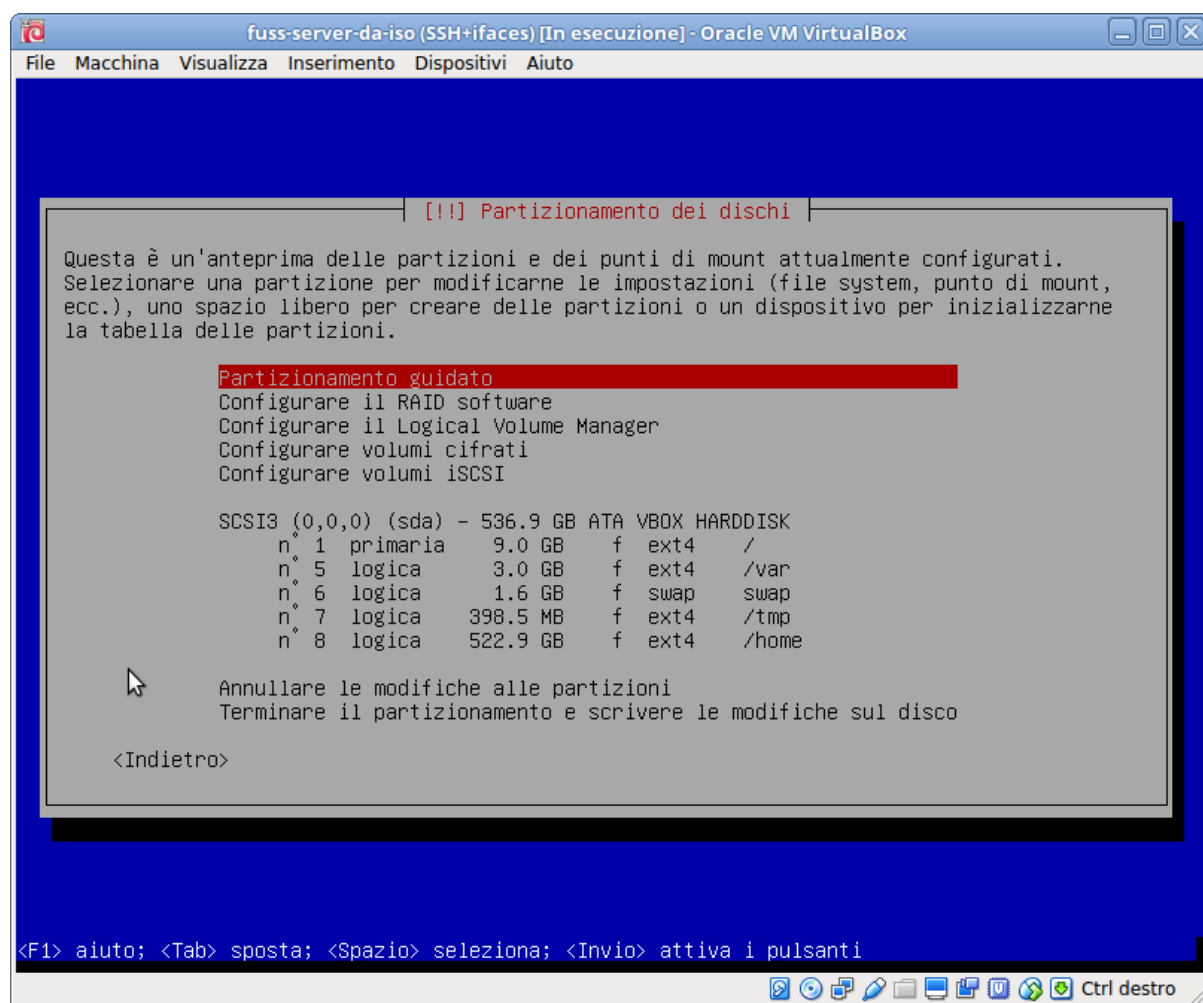 fuss-server-da-iso (SSH+ifaces) [In esecuzione] - Oracle VM VirtualBox
File Macchina Visualizza Inserimento Dispositivi Aiuto
[!!] Partizionamento dei dischi
Questa è un'anteprima delle partizioni e dei punti di mount attualmente configurati.
Selezionare una partizione per modificarne le impostazioni (file system, punto di mount,
ecc.), uno spazio libero per creare delle partizioni o un dispositivo per inizializzarne
la tabella delle partizioni.
Partizionamento guidato
Configurare il RAID software
Configurare il Logical Volume Manager
Configurare volumi cifrati
Configurare volumi iSCSI
SCSI3 (0,0,0) (sda) - 536.9 GB ATA VBOX HARDDISK
n° 1 primaria 9.0 GB f ext4 /
n° 5 logica 3.0 GB f ext4 /var
n° 6 logica 1.6 GB f swap swap
n° 7 logica 398.5 MB f ext4 /tmp
n° 8 logica 522.9 GB f ext4 /home
Annullare le modifiche alle partizioni
Terminare il partizionamento e scrivere le modifiche sul disco
<Indietro>
<F1> aiuto; <Tab> sposta; <Spazio> seleziona; <Invio> attiva i pulsanti
Ctrl destro